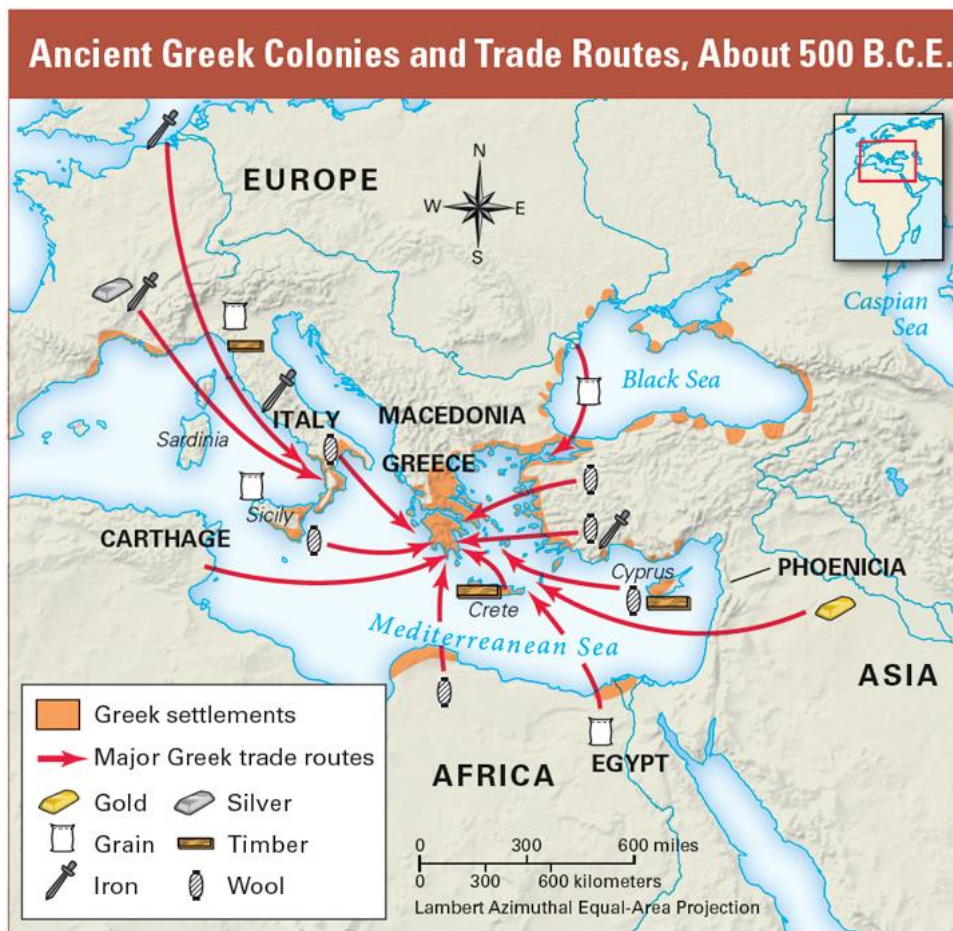 Ancient Greek Colonies and Trade Routes, About 500 B.C.E.
EUROPE
N
W
E
S
Caspian
Sea
Black Sea
ITALY
MACEDONIA
Sardinia
GREECE
Sicily
CARTHAGE
Cyprus
PHOENICIA
Crete
Mediterranean Sea
ASIA
AFRICA
EGYPT
Greek settlements
Major Greek trade routes
Gold
Silver
Grain
Timber
Iron
Wool
0 300 600 miles
0 300 600 kilometers
Lambert Azimuthal Equal-Area Projection